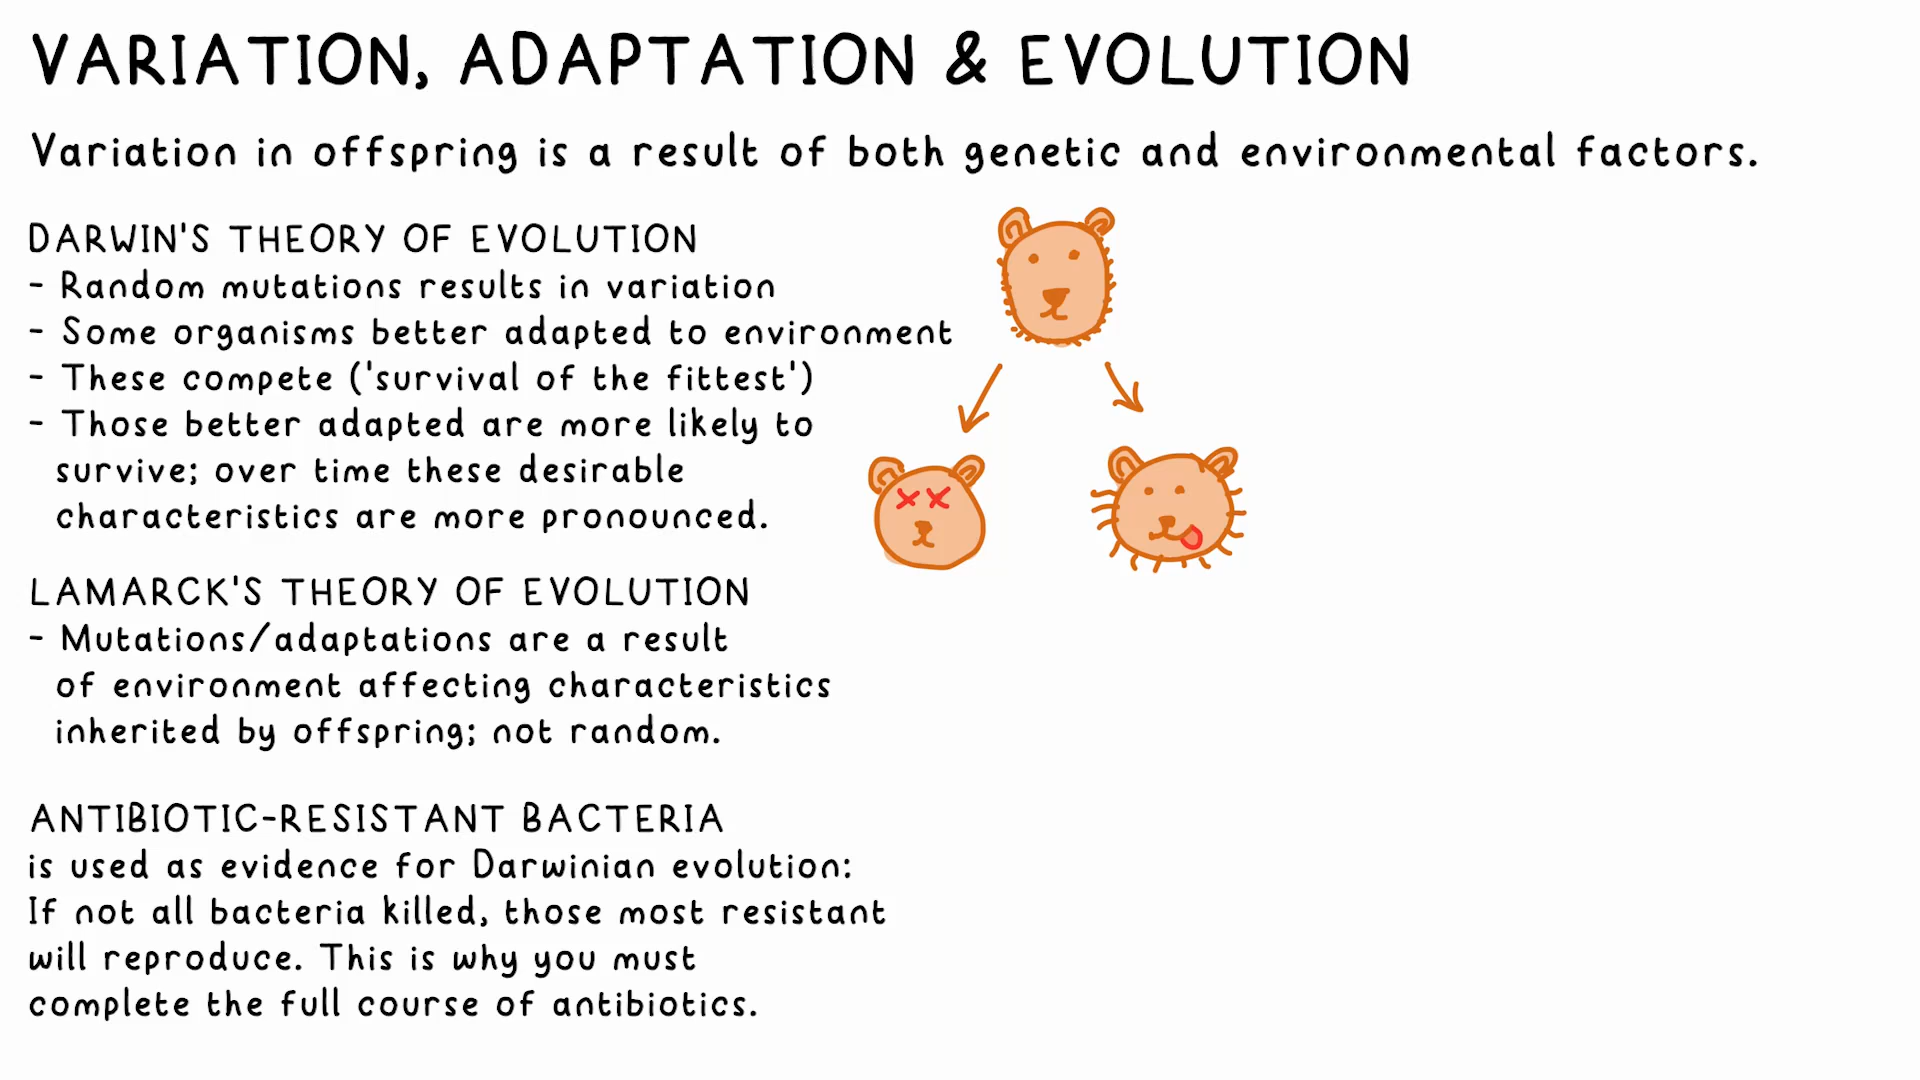 VARIATION, ADAPTATION & EVOLUTION
Variation in offspring is a result of both genetic and environmental factors.
DARWIN'S THEORY OF EVOLUTION
- Random mutations results in variation
- Some organisms better adapted to environment
- These compete ('survival of the fittest')
- Those better adapted are more likely to
survive; over time these desirable
characteristics are more pronounced.
LAMARCK'S THEORY OF EVOLUTION
- Mutations/adaptations are a result
of environment affecting characteristics
inherited by offspring; not random.
ANTIBIOTIC-RESISTANT BACTERIA
is used as evidence for Darwinian evolution:
If not all bacteria killed, those most resistant
will reproduce. This is why you must
complete the full course of antibiotics.